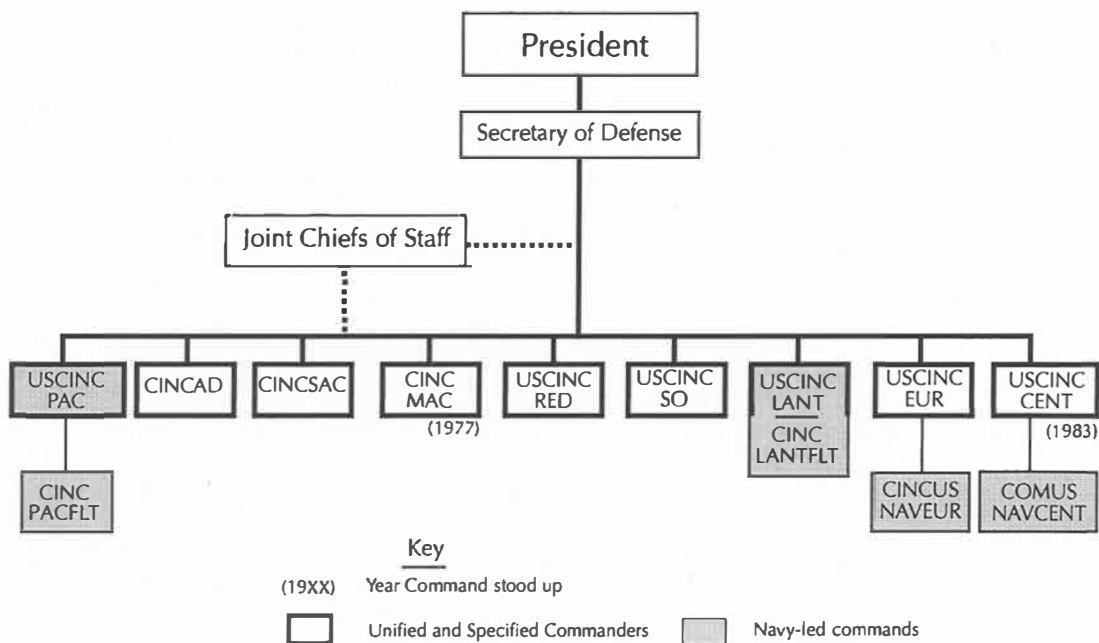 President
Secretary of Defense
Joint Chiefs of Staff
USCINC
PAC
CINCAD
CINCSAC
CINC
MAC
(1977)
USCINC
RED
USCINC
SO
USCINC
LANT
CINC
LANTFLT
USCINC
EUR
USCINC
CENT
(1983)
CINC
PACFLT
CINCUS
NAVEUR
COMUS
NAVCENT
Key
(19XX) Year Command stood up
Unified and Specified Commanders
Navy-led commands